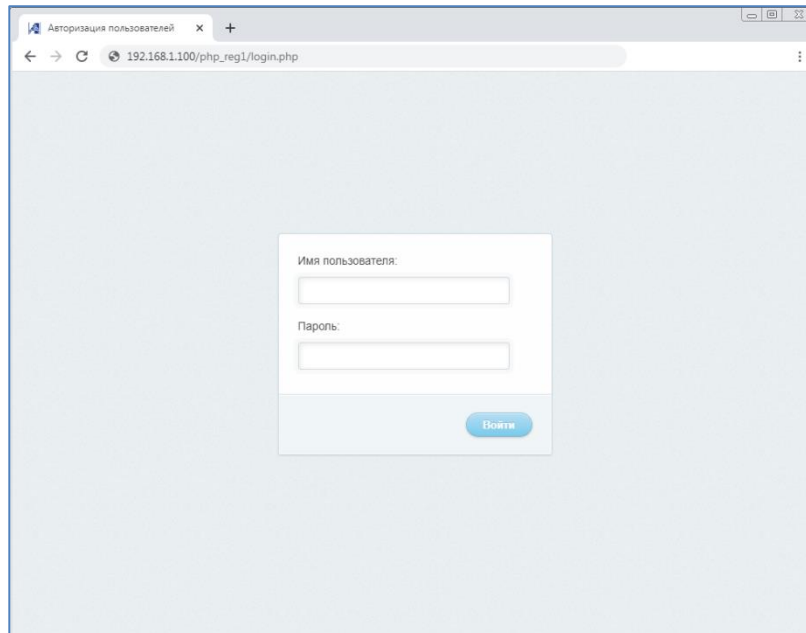 Авторизация пользователей
192.168.1.100/php_reg1/login.php
Имя пользователя:
Пароль:
Войти